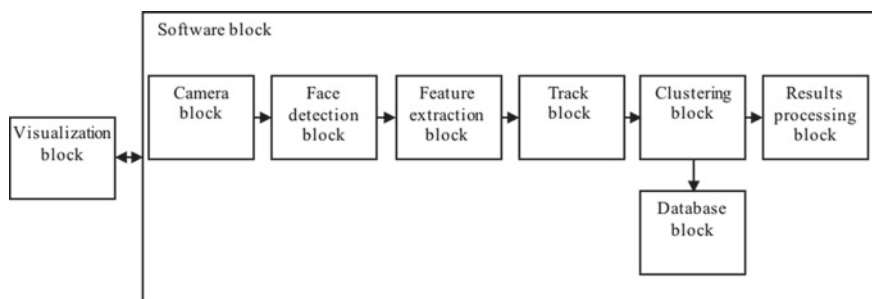 Software block
Camera
block
Face
detection
block
Feature
extraction
block
Track
block
Clustering
block
Results
processing
block
Visualization
block
Database
block